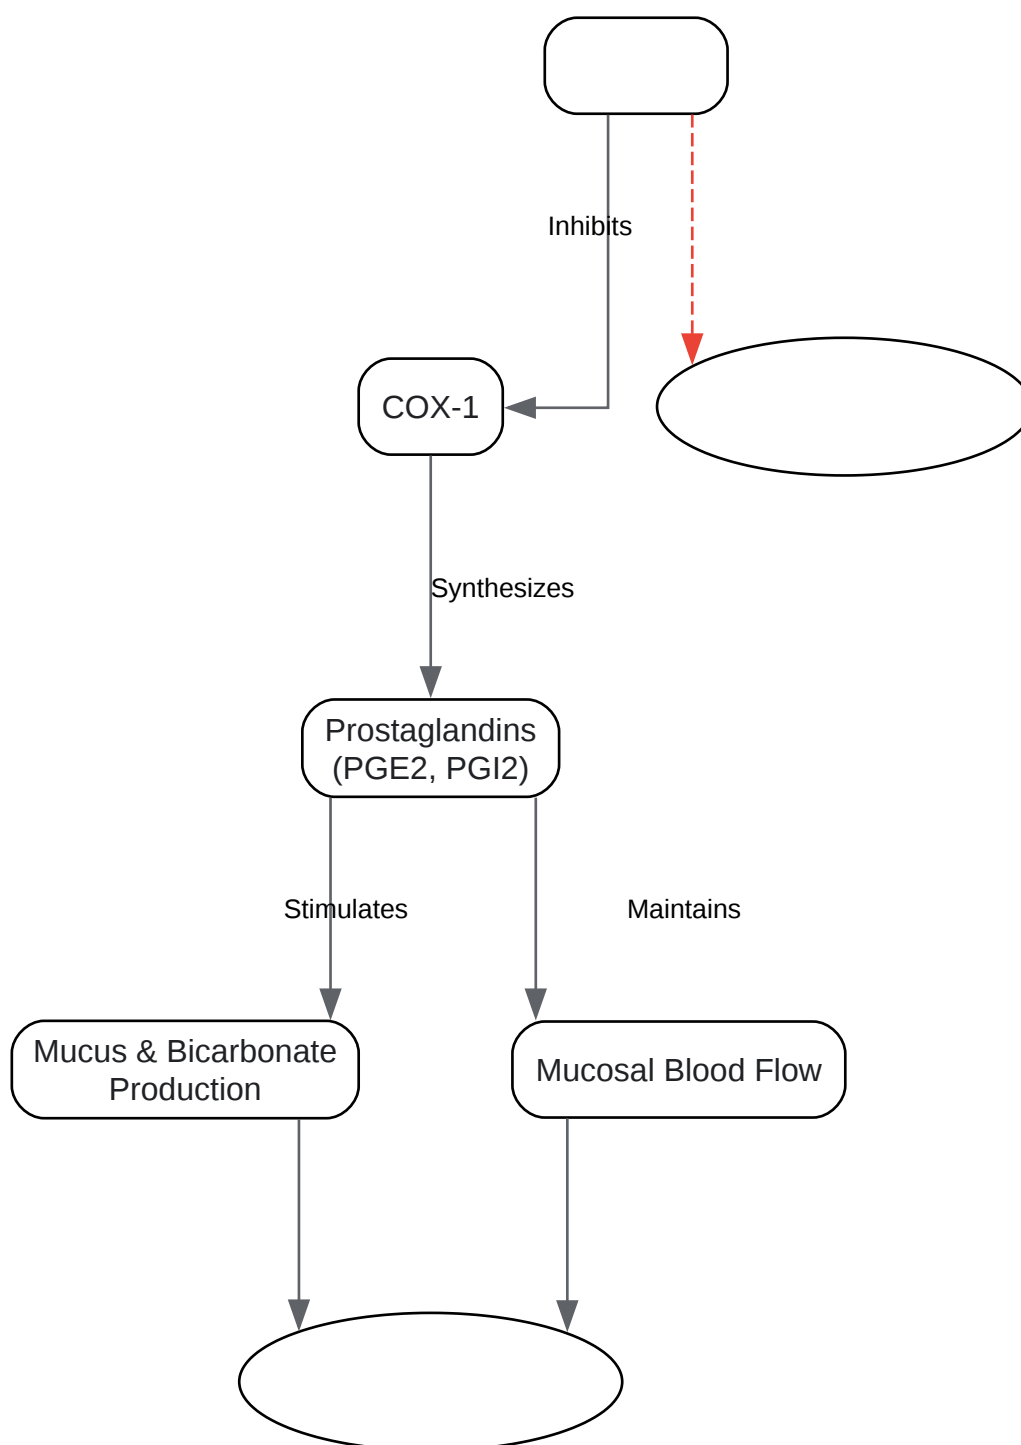 Inhibits
COX-1
Synthesizes
Prostaglandins
(PGE2, PGI2)
Stimulates
Maintains
Mucus & Bicarbonate
Production
Mucosal Blood Flow